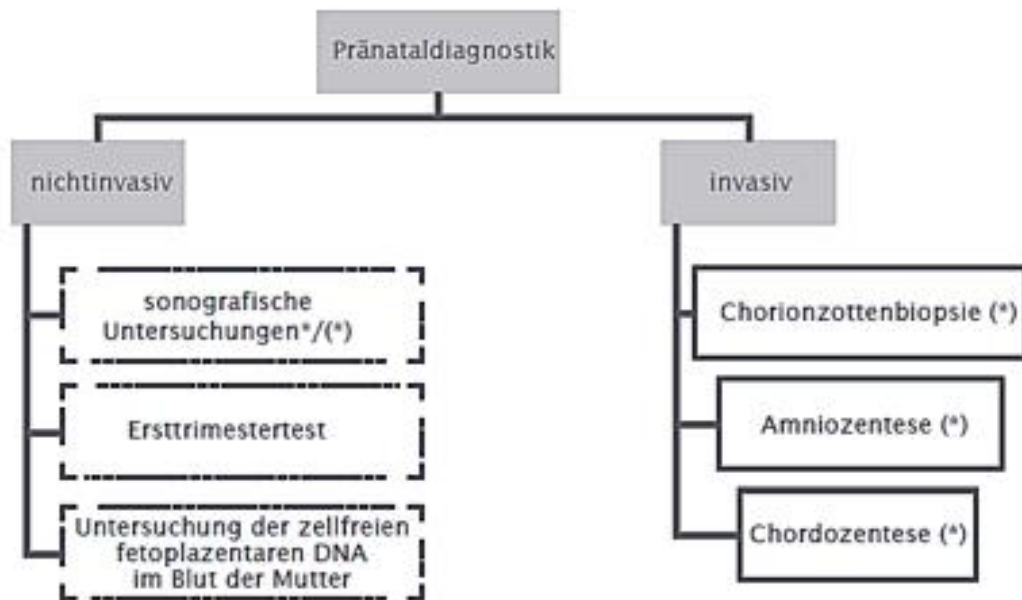 Pränataldiagnostik
nichtinvasiv
invasiv
sonografische
Untersuchungen*/(*)
Ersttrimestertest
Untersuchung der zellfreien
fetoplazentaren DNA
im Blut der Mutter
Chorionzottenbiopsie (*)
Amniozentese (*)
Chordozentese (*)